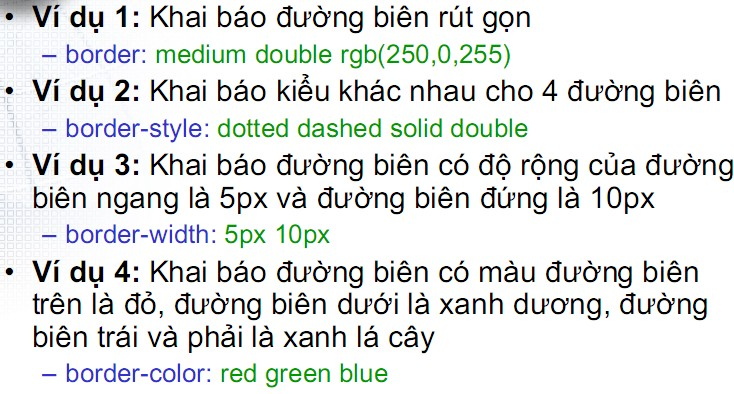 • Ví dụ 1: Khai báo đường biên rút gọn
– border: medium double rgb(250,0,255)
• Ví dụ 2: Khai báo kiểu khác nhau cho 4 đường biên
– border-style: dotted dashed solid double
• Ví dụ 3: Khai báo đường biên có độ rộng của đường
biên ngang là 5px và đường biên đứng là 10px
– border-width: 5px 10px
• Ví dụ 4: Khai báo đường biên có màu đường biên
trên là đỏ, đường biên dưới là xanh dương, đường
biên trái và phải là xanh lá cây
– border-color: red green blue